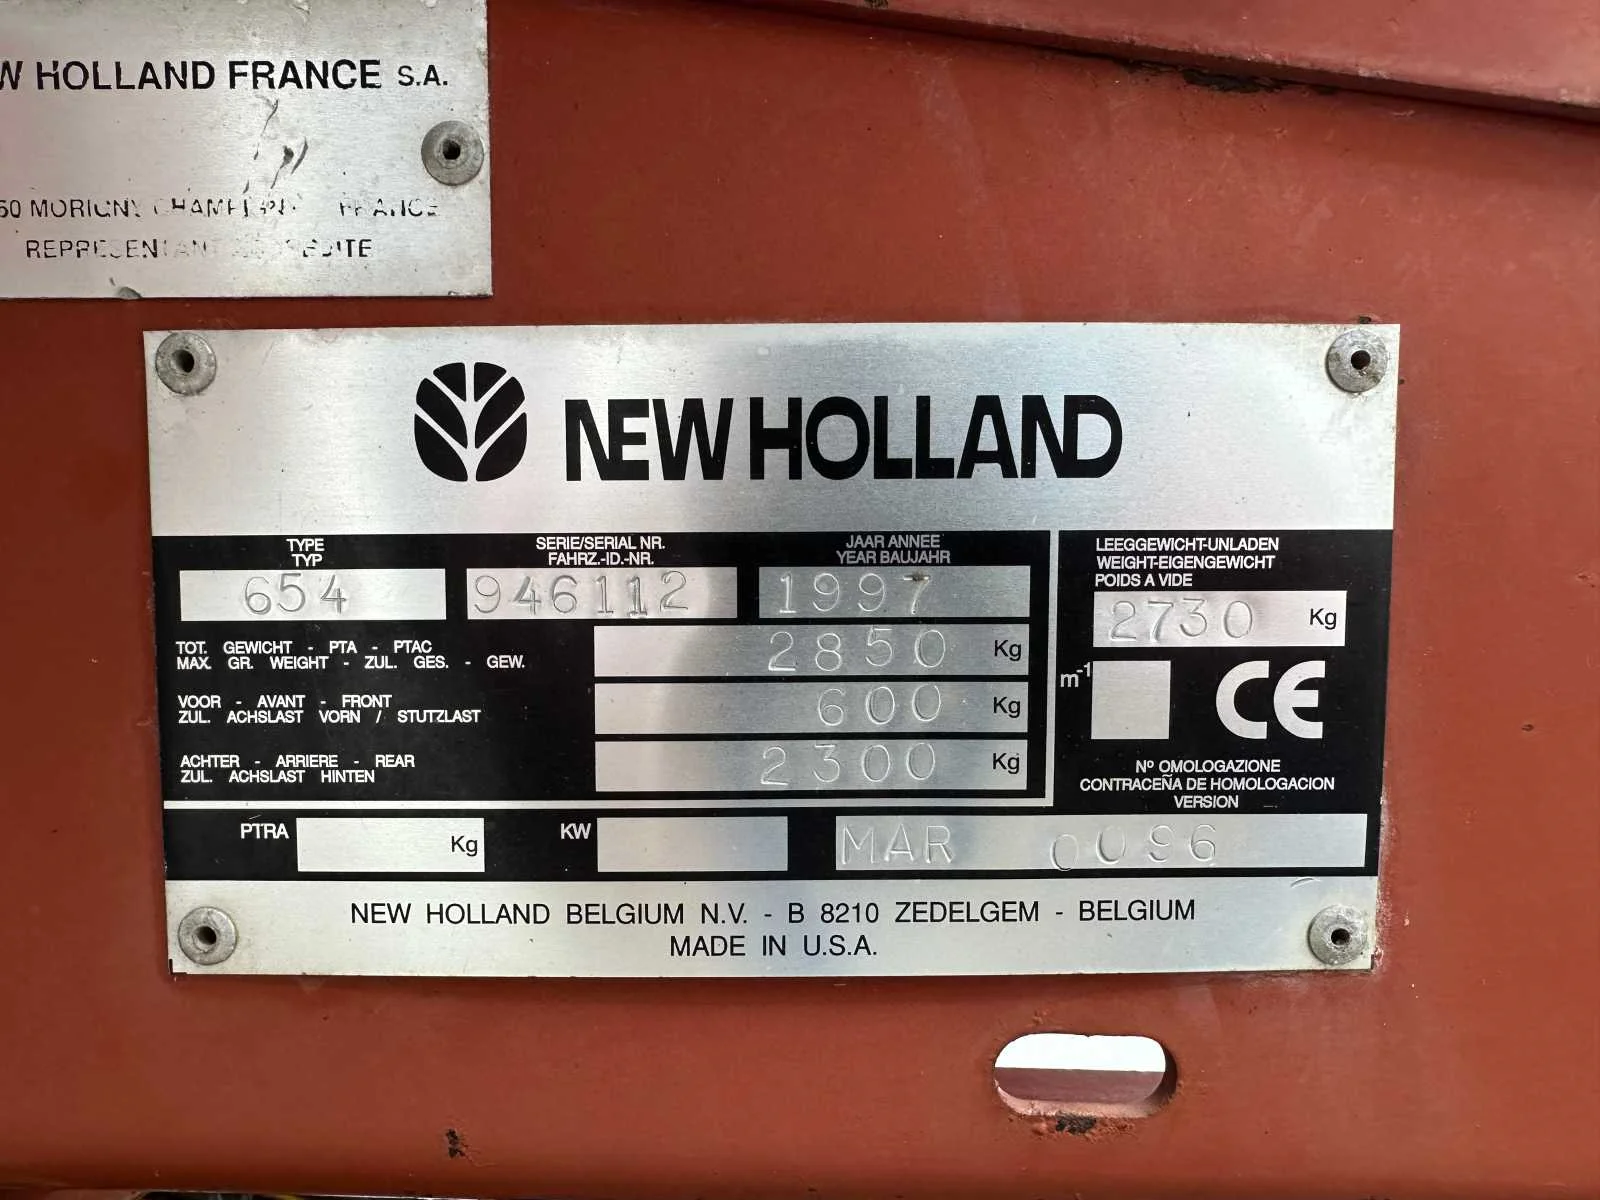 HOLLAND FRANCE S.A.
FRANCE
NEW HOLLAND
TYPE
TYP
654
SERIE/SERIAL NR.
FAHRZ.-ID.-NR.
946112
JAAR ANNEE
YEAR BAUJAHR
1997
LEEGGEWICHT-UNLADEN
WEIGHT-EIGENGEWICHT
POIDS A VIDE
2730 Kg
TOT. GEWICHT - PTA - PTAC
MAX. GR. WEIGHT - ZUL. GES. - GEW.
2850 Kg
VOOR - AVANT - FRONT
ZUL. ACHSLAST VORN / STUTZLAST
600 Kg
ACHTER - ARRIERE - REAR
ZUL. ACHSLAST HINTEN
2300 Kg
m-1
CE
Nº OMOLOGAZIONE
CONTRACEÑA DE HOMOLOGACION
VERSION
PTRA Kg
KW
MAR 0096
NEW HOLLAND BELGIUM N.V. - B 8210 ZEDELGEM - BELGIUM
MADE IN U.S.A.